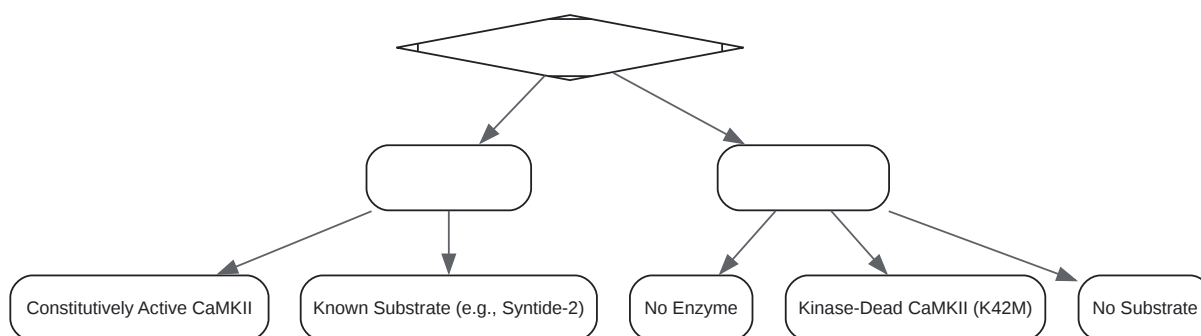 Constitutively Active CaMKII
Known Substrate (e.g., Syntide-2)
No Enzyme
Kinase-Dead CaMKII (K42M)
No Substrate